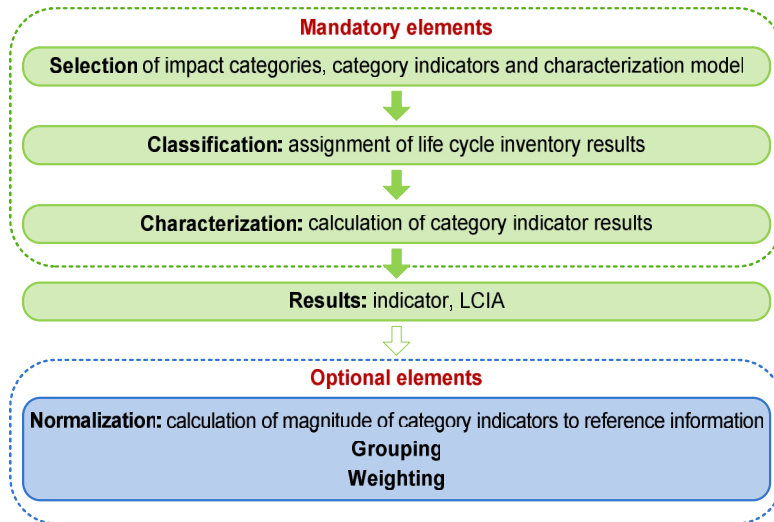 Mandatory elements
Selection of impact categories, category indicators and characterization model
Classification: assignment of life cycle inventory results
Characterization: calculation of category indicator results
Results: indicator, LCIA
Optional elements
Normalization: calculation of magnitude of category indicators to reference information
Grouping
Weighting